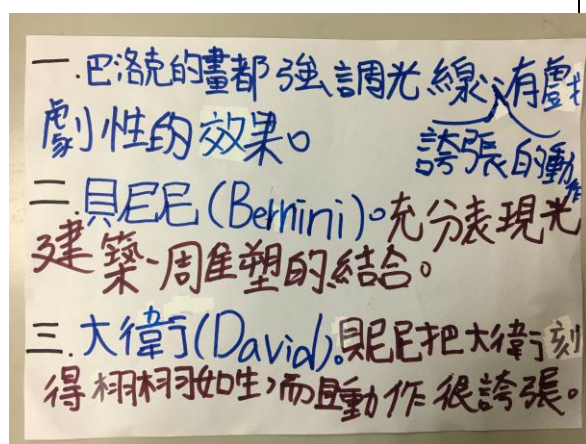 一.巴洛克的畫都強調光線,有戲
劇性的效果。
誇張的動作
二.貝尼尼(Bernini)。充分表現光
建築、周隹塑的結合。
三.大衛(David)。貝尼尼把大衛刻
得栩栩如生,而且動作很誇張。